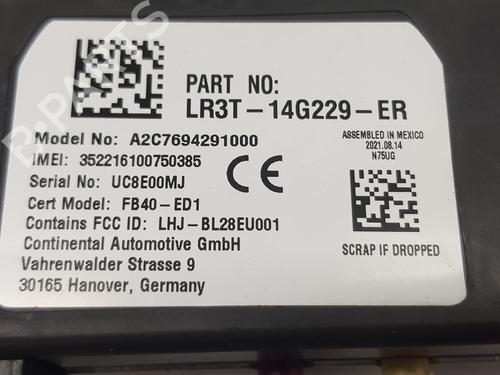 PART NO:
LR3T-14G229-ER
Model No: A2C7694291000
IMEI: 352216100750385
Serial No: UC8E00MJ
Cert Model: FB40-ED1
Contains FCC ID: LHJ-BL28EU001
Continental Automotive GmbH
Vahrenwalder Strasse 9
30165 Hanover, Germany
CE
ASSEMBLED IN MEXICO
2021.08.14
N75UG
SCRAP IF DROPPED